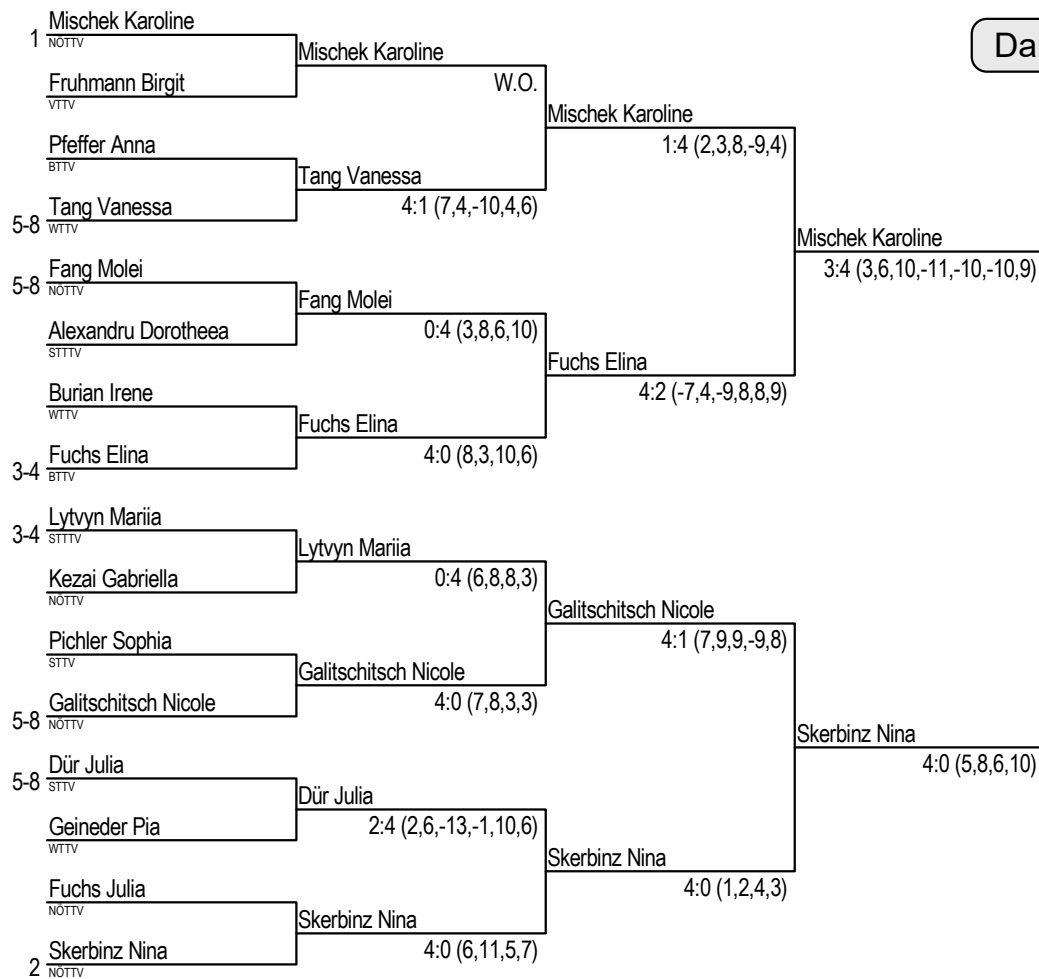 Da
Mischek Karoline
1
NÖTTV
Mischek Karoline
Fruhmann Birgit
VTTV
W.O.
Mischek Karoline
1:4 (2,3,8,-9,4)
Pfeffer Anna
BTTV
Tang Vanessa
4:1 (7,4,-10,4,6)
Tang Vanessa
5-8
WTTV
Mischek Karoline
3:4 (3,6,10,-11,-10,-10,9)
Fang Molei
5-8
NÖTTV
Fang Molei
0:4 (3,8,6,10)
Alexandru Dorotheea
STTTV
Fuchs Elina
4:2 (-7,4,-9,8,8,9)
Burian Irene
WTTV
Fuchs Elina
4:0 (8,3,10,6)
Fuchs Elina
3-4
BTTV
Lytvyn Mariia
3-4
STTTV
Lytvyn Mariia
0:4 (6,8,8,3)
Kezai Gabriella
NÖTTV
Galitschitsch Nicole
4:1 (7,9,9,-9,8)
Pichler Sophia
STTV
Galitschitsch Nicole
4:0 (7,8,3,3)
Galitschitsch Nicole
5-8
NÖTTV
Skerbinz Nina
4:0 (5,8,6,10)
Dür Julia
5-8
STTV
Dür Julia
2:4 (2,6,-13,-1,10,6)
Geineder Pia
WTTV
Skerbinz Nina
4:0 (1,2,4,3)
Fuchs Julia
NÖTTV
Skerbinz Nina
4:0 (6,11,5,7)
Skerbinz Nina
2
NÖTTV